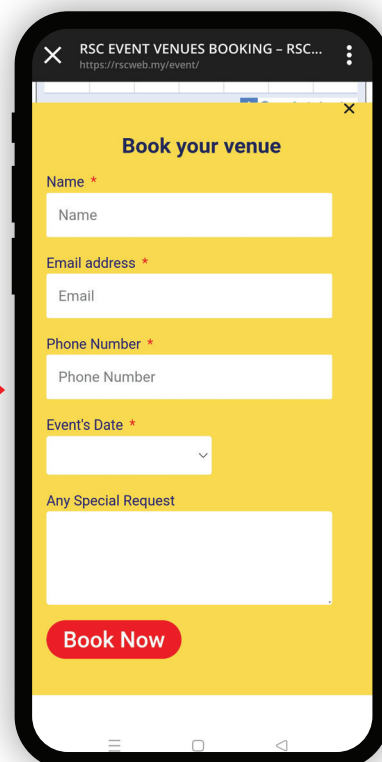 RSC EVENT VENUES BOOKING – RSC...
https://rscweb.my/event/
Book your venue
Name *
Name
Email address *
Email
Phone Number *
Phone Number
Event's Date *
Any Special Request
Book Now